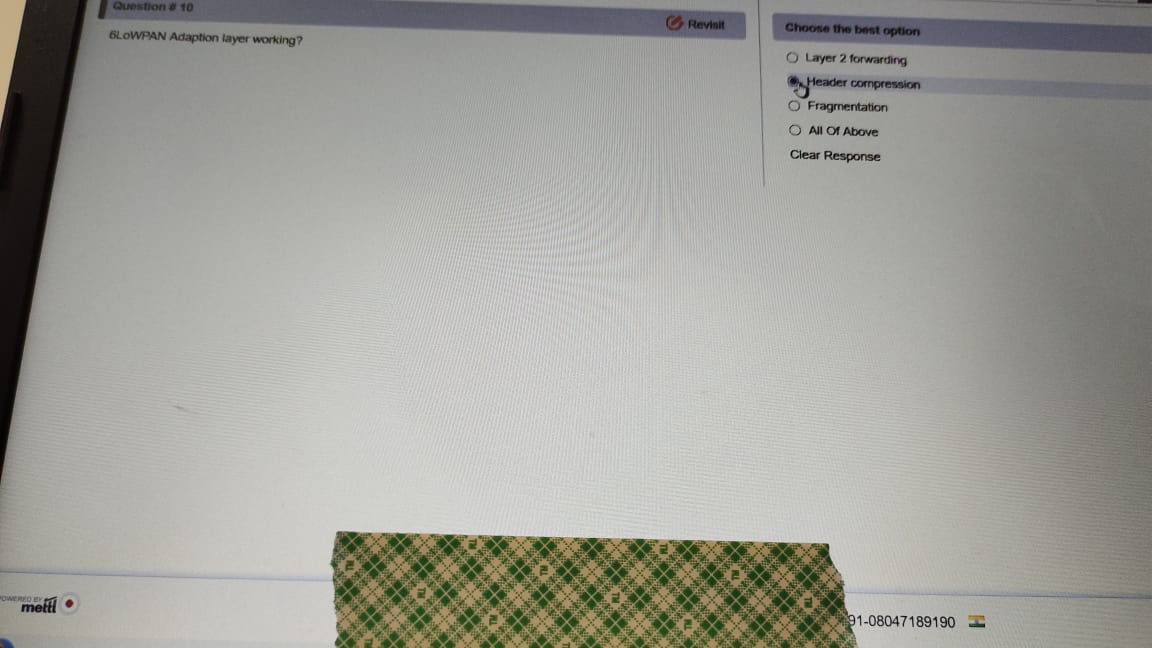 Question # 10
Revisit
6LoWPAN Adaption layer working?
Choose the best option
Layer 2 forwarding
Header compression
Fragmentation
All Of Above
Clear Response
POWERED BY
mettl
91-08047189190